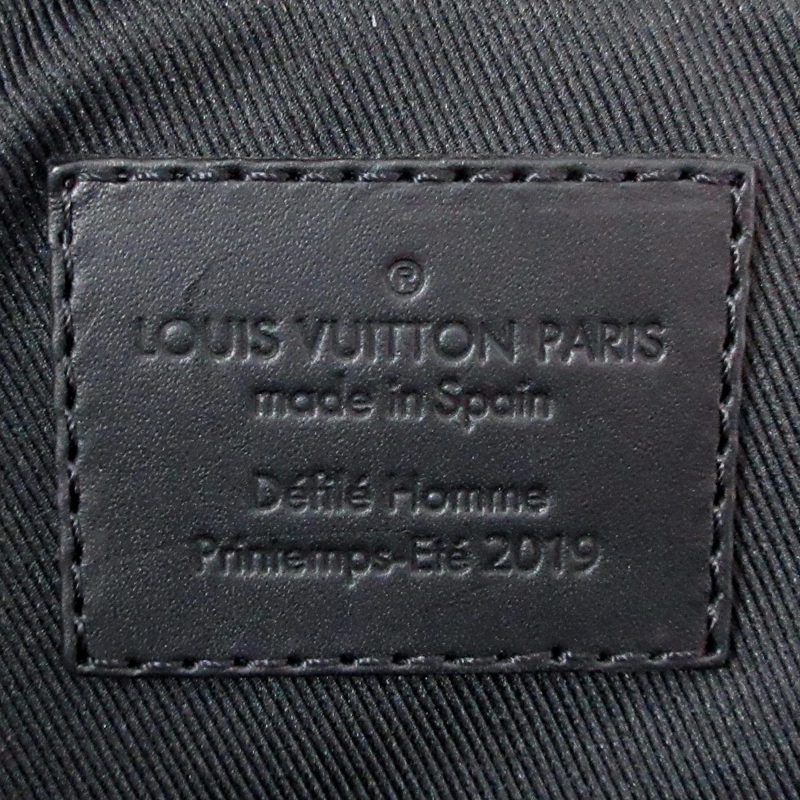 ®
LOUIS VUITTON PARIS
made in Spain
Défilé Homme
Printemps-Eté 2019